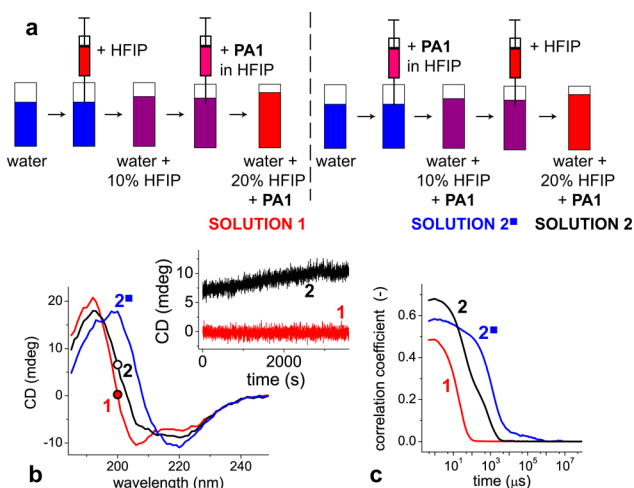 a
+ HFIP
+ PA1
in HFIP
water
water +
10% HFIP
water +
20% HFIP
+ PA1
SOLUTION 1
+ PA1
in HFIP
+ HFIP
water
water +
10% HFIP
+ PA1
SOLUTION 2■
water +
20% HFIP
+ PA1
SOLUTION 2
CD (mdeg)
20
10
0
-10
200
220
240
wavelength (nm)
2■
2
1
b
CD (mdeg)
10
5
0
0
2000
time (s)
2
1
correlation coefficient (-)
0.6
0.4
0.2
0.0
10¹
10³
10⁵
10⁷
time (μs)
2
2■
1
c